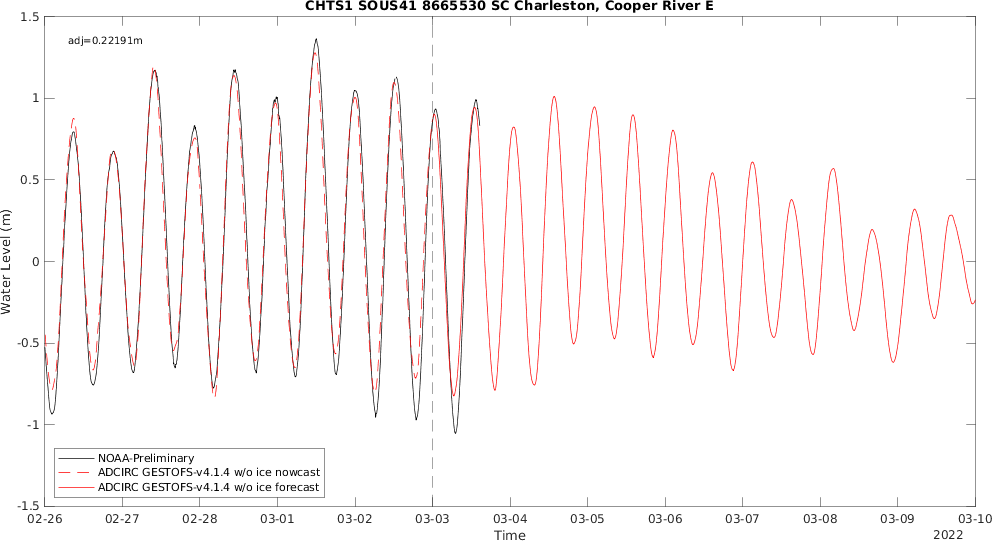 CHTS1 SOUS41 8665530 SC Charleston, Cooper River E
adj=0.22191m
1.5
1
0.5
0
-0.5
-1
-1.5
Water Level (m)
NOAA-Preliminary
ADCIRC GESTOFS-v4.1.4 w/o ice nowcast
ADCIRC GESTOFS-v4.1.4 w/o ice forecast
02-26 02-27 02-28 03-01 03-02 03-03 03-04 03-05 03-06 03-07 03-08 03-09 03-10
Time
2022